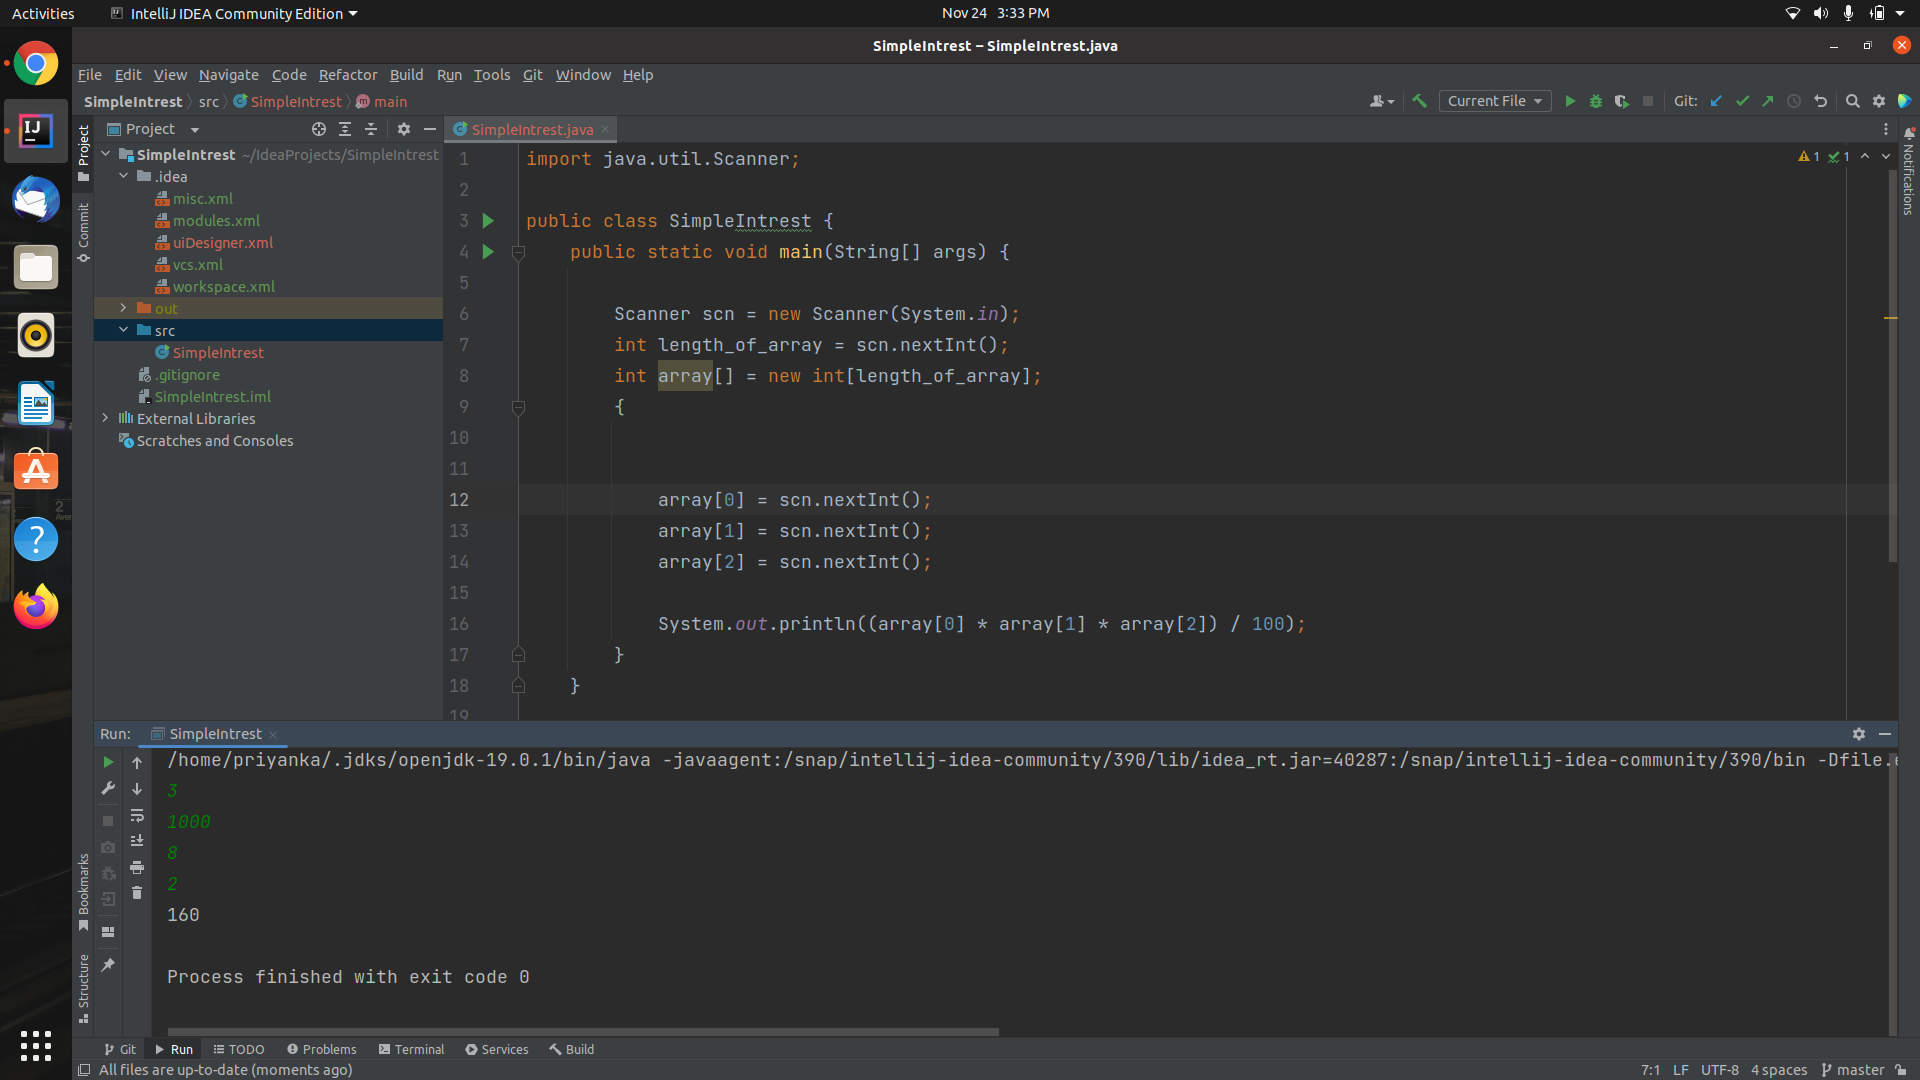 Activities IntelliJ IDEA Community Edition Nov 24 3:33 PM
SimpleIntrest – SimpleIntrest.java
File Edit View Navigate Code Refactor Build Run Tools Git Window Help
SimpleIntrest src SimpleIntrest main Current File Git:
Project SimpleIntrest.java
Project
Commit
Bookmarks
Structure
Notifications
SimpleIntrest ~/IdeaProjects/SimpleIntrest
.idea
misc.xml
modules.xml
uiDesigner.xml
vcs.xml
workspace.xml
out
src
SimpleIntrest
.gitignore
SimpleIntrest.iml
External Libraries
Scratches and Consoles
1 1
1 import java.util.Scanner;
2
3 public class SimpleIntrest {
4 public static void main(String[] args) {
5
6 Scanner scn = new Scanner(System.in);
7 int length_of_array = scn.nextInt();
8 int array[] = new int[length_of_array];
9 {
10
11
12 array[0] = scn.nextInt();
13 array[1] = scn.nextInt();
14 array[2] = scn.nextInt();
15
16 System.out.println((array[0] * array[1] * array[2]) / 100);
17 }
18 }
19
Run: SimpleIntrest
/home/priyanka/.jdks/openjdk-19.0.1/bin/java -javaagent:/snap/intellij-idea-community/390/lib/idea_rt.jar=40287:/snap/intellij-idea-community/390/bin -Dfile.e
3
1000
8
2
160
Process finished with exit code 0
Git Run TODO Problems Terminal Services Build
All files are up-to-date (moments ago) 7:1 LF UTF-8 4 spaces master